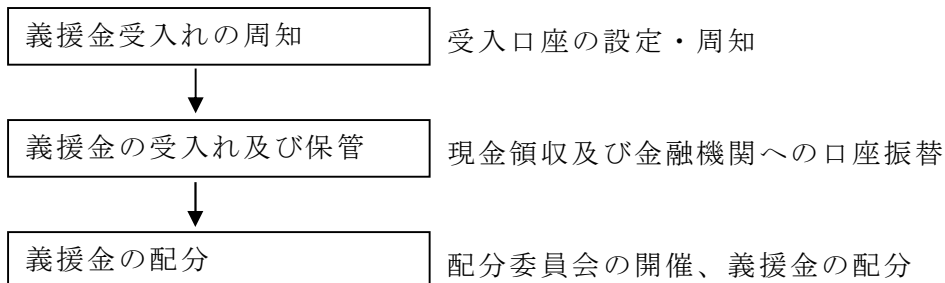 義援金受入れの周知
受入口座の設定・周知
義援金の受入れ及び保管
現金領収及び金融機関への口座振替
義援金の配分
配分委員会の開催、義援金の配分